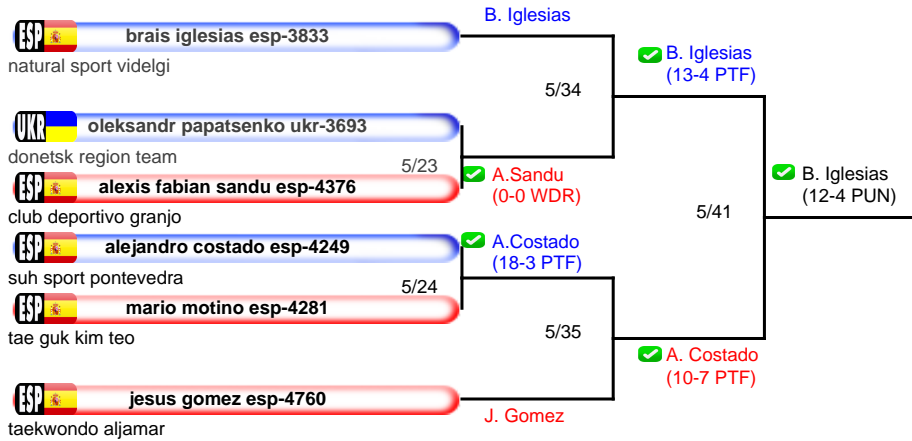 B. Iglesias
ESP brais iglesias esp-3833
natural sport videlgi
B. Iglesias
(13-4 PTF)
5/34
UKR oleksandr papatsenko ukr-3693
donetsk region team
5/23
A.Sandu
(0-0 WDR)
ESP alexis fabian sandu esp-4376
club deportivo granjo
B. Iglesias
(12-4 PUN)
5/41
ESP alejandro costado esp-4249
suh sport pontevedra
A.Costado
(18-3 PTF)
5/24
ESP mario motino esp-4281
tae guk kim teo
5/35
A. Costado
(10-7 PTF)
ESP jesus gomez esp-4760
taekwondo aljamar
J. Gomez